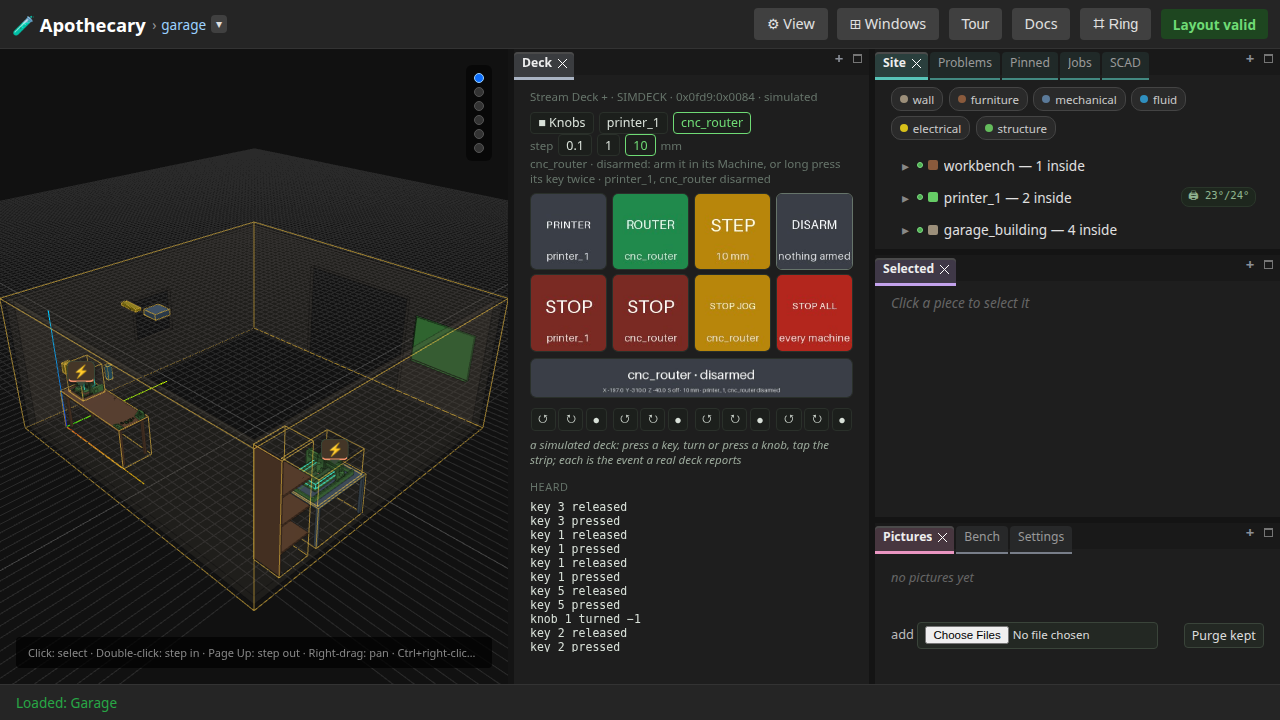 Apothecary › garage ▾
View
Windows
Tour
Docs
Ring
Layout valid
Deck
Stream Deck + · SIMDECK · 0x0fd9:0x0084 · simulated
■ Knobs printer_1 cnc_router
step 0.1 1 10 mm
cnc_router · disarmed: arm it in its Machine, or long press
its key twice · printer_1, cnc_router disarmed
PRINTER
printer_1
ROUTER
cnc_router
STEP
10 mm
DISARM
nothing armed
STOP
printer_1
STOP
cnc_router
STOP JOG
cnc_router
STOP ALL
every machine
cnc_router · disarmed
a simulated deck: press a key, turn or press a knob, tap the
strip; each is the event a real deck reports
HEARD
key 3 released
key 3 pressed
key 1 released
key 1 pressed
key 1 released
key 1 pressed
key 5 released
key 5 pressed
knob 1 turned −1
key 2 released
key 2 pressed
Site Problems Pinned Jobs SCAD
wall furniture mechanical fluid
electrical structure
workbench — 1 inside
printer_1 — 2 inside 23°/24°
garage_building — 4 inside
Selected
Click a piece to select it
Pictures Bench Settings
no pictures yet
add Choose Files No file chosen Purge kept
Click: select · Double-click: step in · Page Up: step out · Right-drag: pan · Ctrl+right-clic...
Loaded: Garage